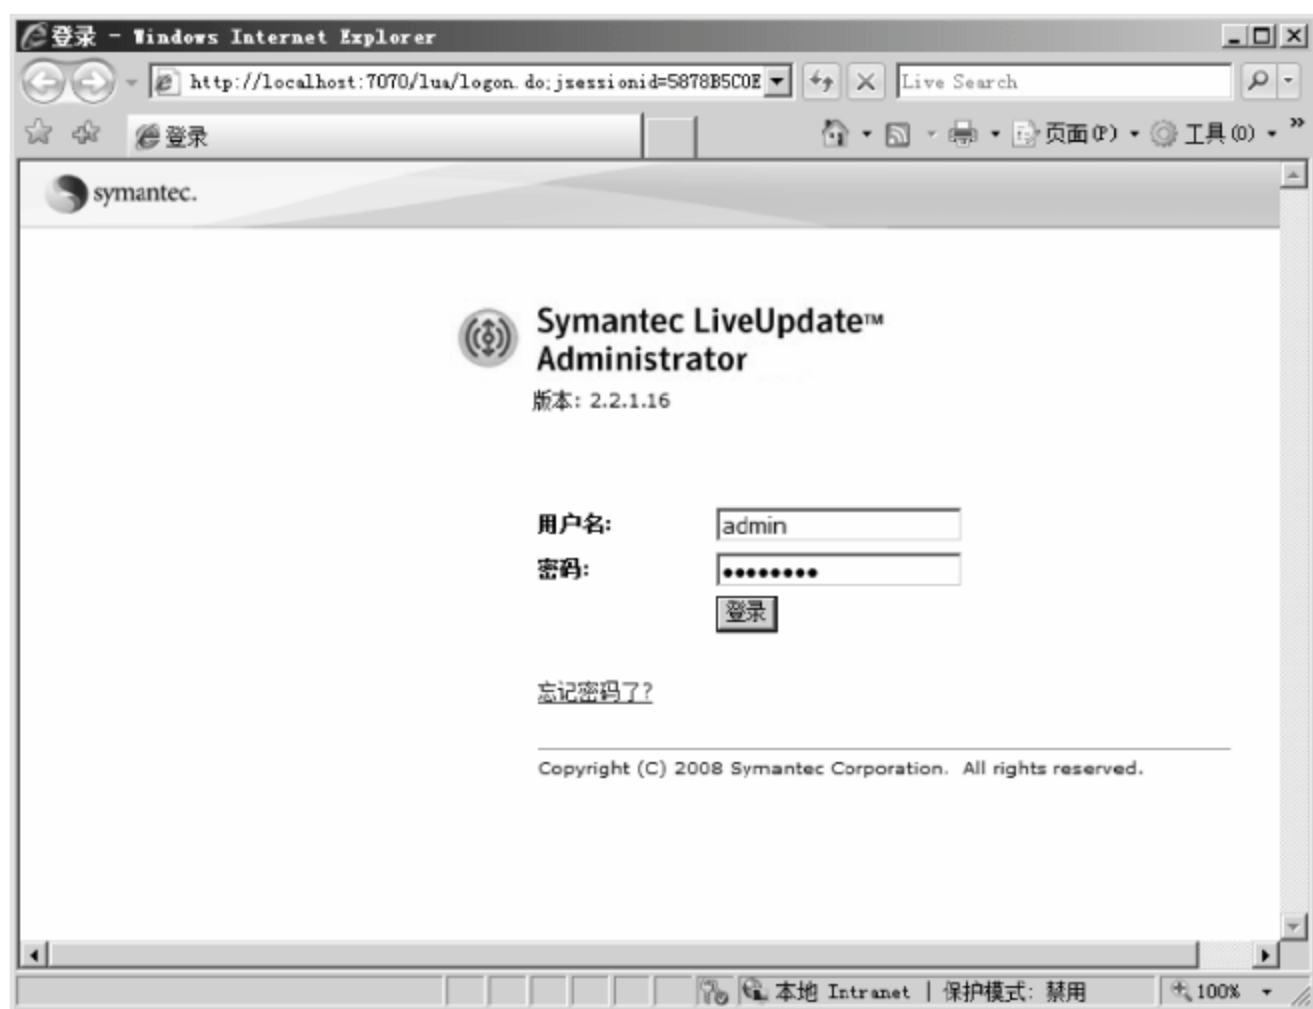 登录 - Windows Internet Explorer
http://localhost:7070/lua/logon.do;jsessionid=5878B5C0E
Live Search
登录
页面(P)
工具(O)
symantec.
Symantec LiveUpdate™
Administrator
版本: 2.2.1.16
用户名:
admin
密码:
••••••••
登录
忘记密码了?
Copyright (C) 2008 Symantec Corporation. All rights reserved.
本地 Intranet | 保护模式: 禁用
100%